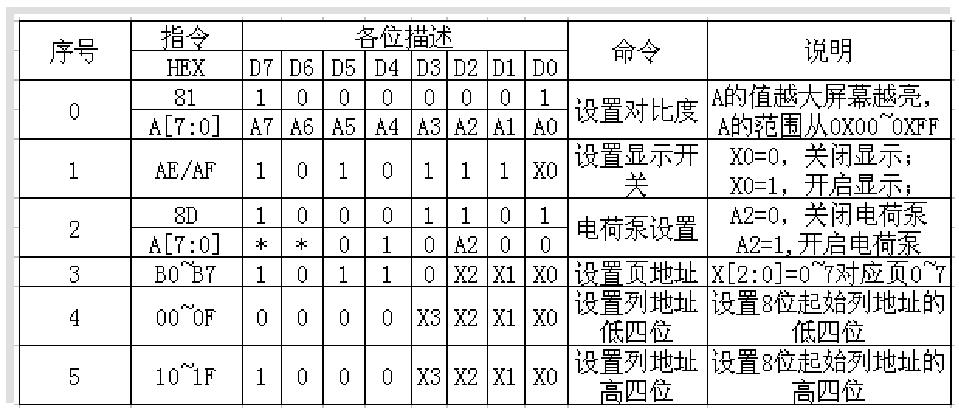 序号 指令 各位描述 命令 说明
HEX D7 D6 D5 D4 D3 D2 D1 D0
0 81 1 0 0 0 0 0 0 1 设置对比度 A的值越大屏幕越亮，
A[7:0] A7 A6 A5 A4 A3 A2 A1 A0 A的范围从0X00~0XFF
1 AE/AF 1 0 1 0 1 1 1 X0 设置显示开 X0=0，关闭显示；
关 X0=1，开启显示；
2 8D 1 0 0 0 1 1 0 1 电荷泵设置 A2=0，关闭电荷泵
A[7:0] * * 0 1 0 A2 0 0 A2=1,开启电荷泵
3 B0~B7 1 0 1 1 0 X2 X1 X0 设置页地址 X[2:0]=0~7对应页0~7
4 00~0F 0 0 0 0 X3 X2 X1 X0 设置列地址 设置8位起始列地址的
低四位 低四位
5 10~1F 1 0 0 0 X3 X2 X1 X0 设置列地址 设置8位起始列地址的
高四位 高四位